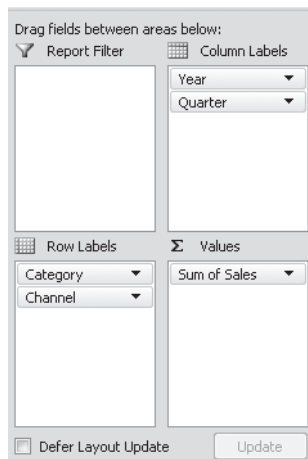 Drag fields between areas below:
Report Filter
Column Labels
Year
Quarter
Row Labels
Σ Values
Category
Channel
Sum of Sales
Defer Layout Update
Update